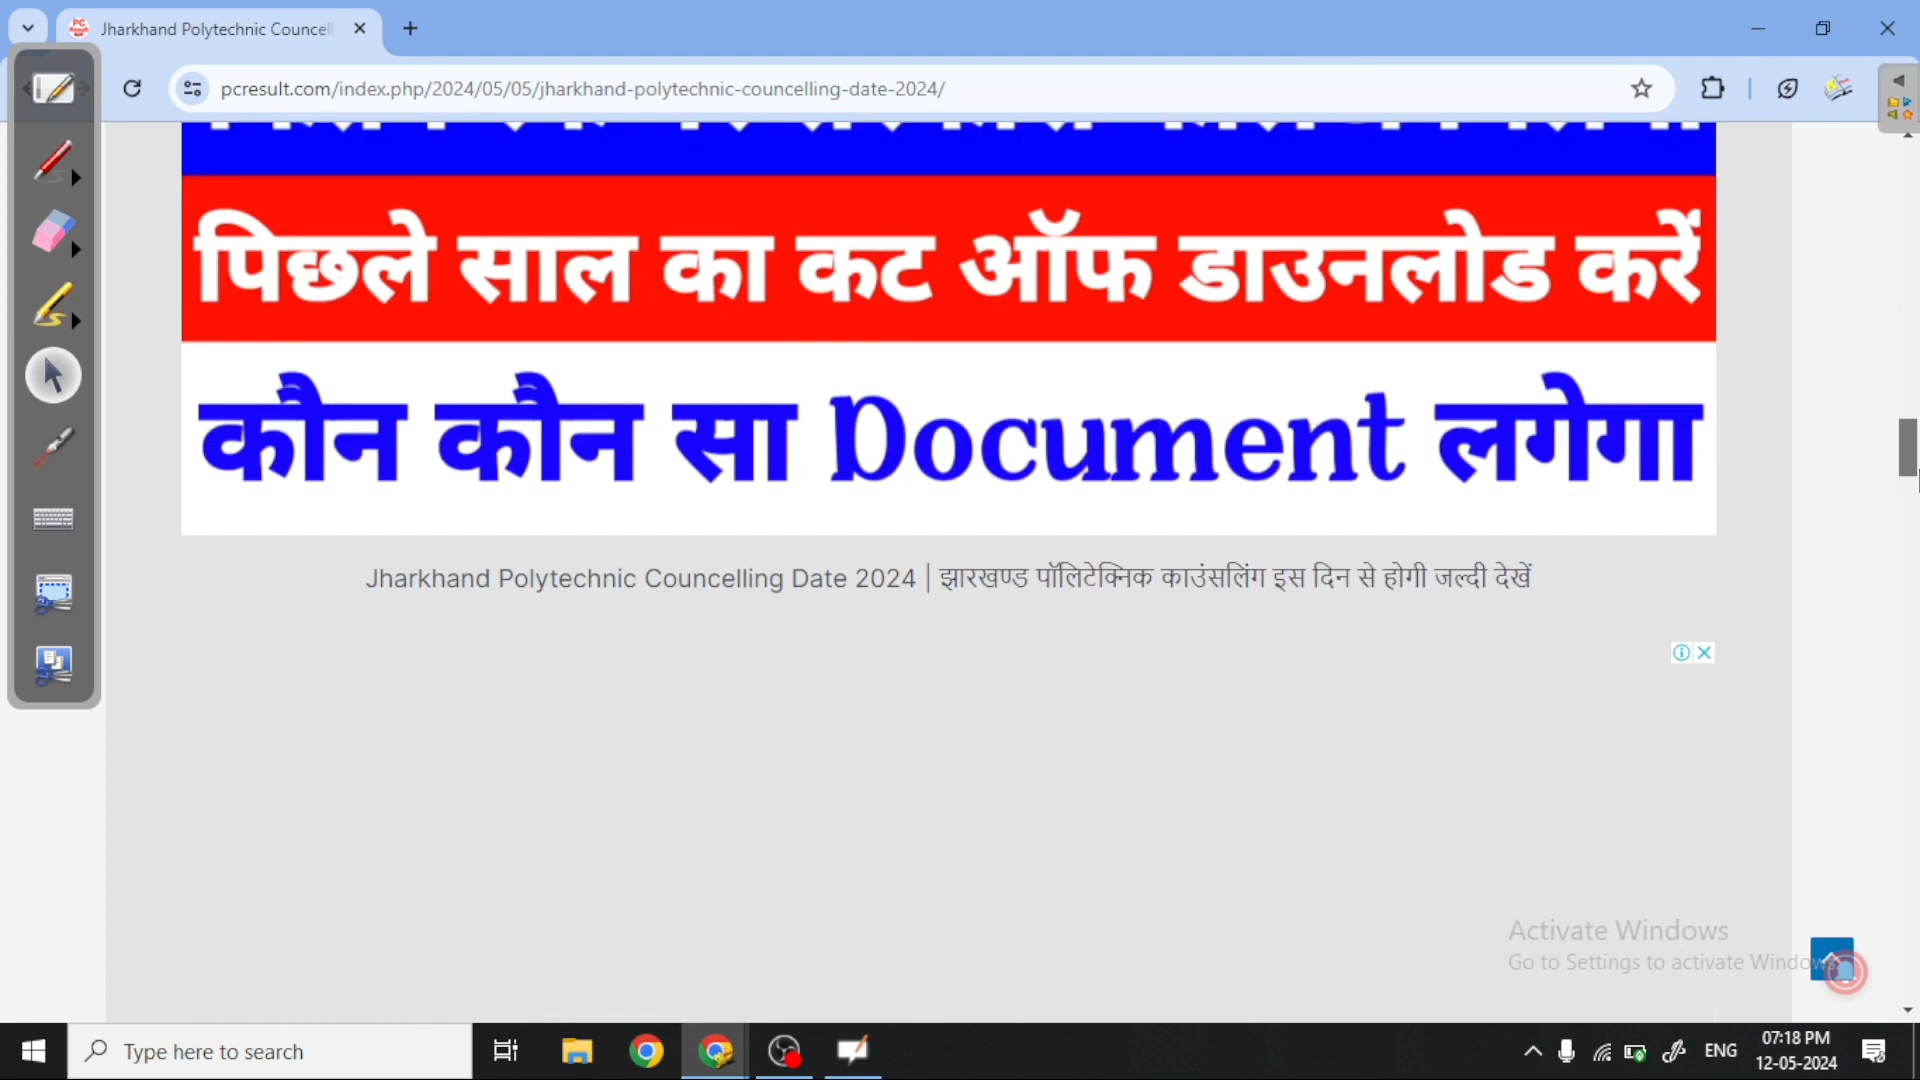 Jharkhand Polytechnic Councel
pcresult.com/index.php/2024/05/05/jharkhand-polytechnic-councelling-date-2024/
पिछले साल का कट ऑफ डाउनलोड करें
कौन कौन सा Document लगेगा
Jharkhand Polytechnic Councelling Date 2024 | झारखण्ड पॉलिटेक्निक काउंसलिंग इस दिन से होगी जल्दी देखें
Activate Windows
Go to Settings to activate Windows
Type here to search
ENG
07:18 PM
12-05-2024